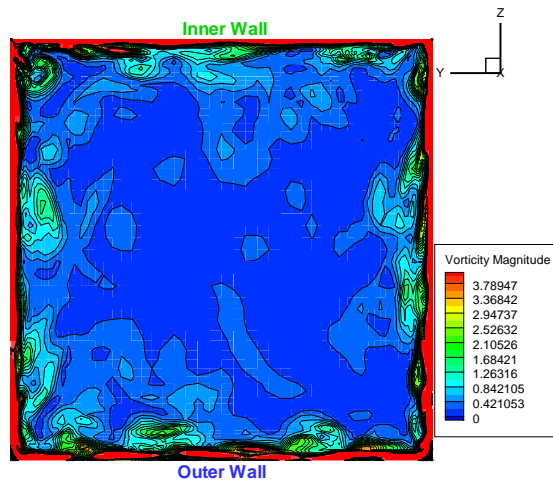 Inner Wall
Z
Y
X
Vorticity Magnitude
3.78947
3.36842
2.94737
2.52632
2.10526
1.68421
1.26316
0.842105
0.421053
0
Outer Wall